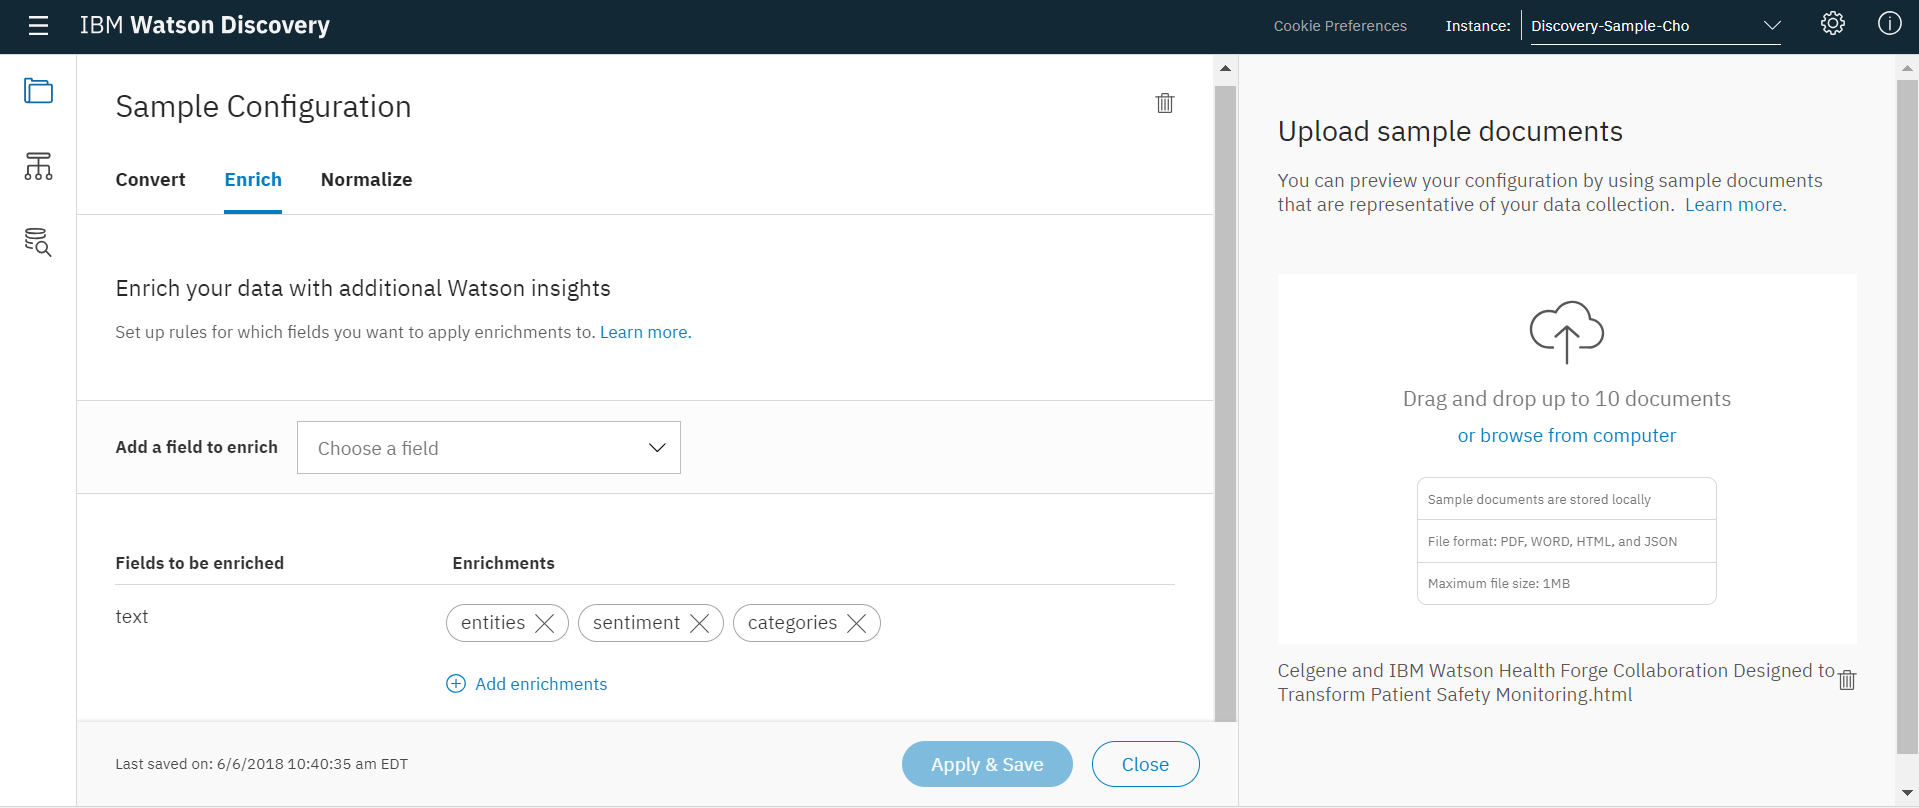 IBM Watson Discovery
Cookie Preferences
Instance:
Discovery-Sample-Cho
Sample Configuration
Convert
Enrich
Normalize
Enrich your data with additional Watson insights
Set up rules for which fields you want to apply enrichments to. Learn more.
Add a field to enrich
Choose a field
Fields to be enriched
Enrichments
text
entities
sentiment
categories
Add enrichments
Last saved on: 6/6/2018 10:40:35 am EDT
Apply & Save
Close
Upload sample documents
You can preview your configuration by using sample documents
that are representative of your data collection. Learn more.
Drag and drop up to 10 documents
or browse from computer
Sample documents are stored locally
File format: PDF, WORD, HTML, and JSON
Maximum file size: 1MB
Celgene and IBM Watson Health Forge Collaboration Designed to
Transform Patient Safety Monitoring.html